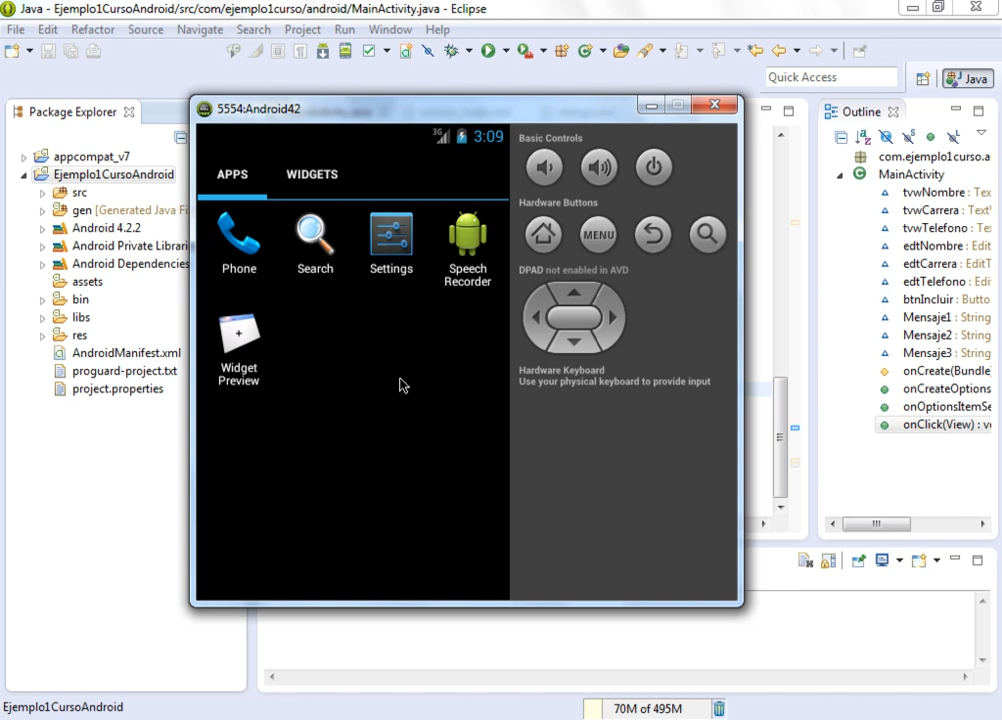 Java - Ejemplo1CursoAndroid/src/com/ejemplo1curso/android/MainActivity.java - Eclipse
File Edit Refactor Source Navigate Search Project Run Window Help
Quick Access
Java
Package Explorer
appcompat_v7
Ejemplo1CursoAndroid
src
gen [Generated Java Fi
Android 4.2.2
Android Private Librari
Android Dependencies
assets
bin
libs
res
AndroidManifest.xml
proguard-project.txt
project.properties
5554:Android42
3G 3:09
APPS WIDGETS
Phone
Search
Settings
Speech Recorder
Widget Preview
Basic Controls
Hardware Buttons
MENU
DPAD not enabled in AVD
Hardware Keyboard
Use your physical keyboard to provide input
Outline
com.ejemplo1curso.a
MainActivity
tvwNombre : Tex
tvwCarrera : Text
tvwTelefono : Te
edtNombre : Edit
edtCarrera : EditT
edtTelefono : Edi
btnIncluir : Butto
Mensaje1 : String
Mensaje2 : String
Mensaje3 : String
onCreate(Bundle
onCreateOptions
onOptionsItemSe
onClick(View) : v
Ejemplo1CursoAndroid
70M of 495M